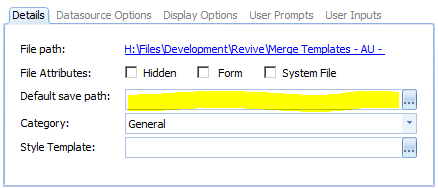 Details Datasource Options Display Options User Prompts User Inputs
File path: H:\Files\Development\Revive\Merge Templates - AU -
File Attributes: Hidden Form System File
Default save path: ...
Category: General
Style Template: ...